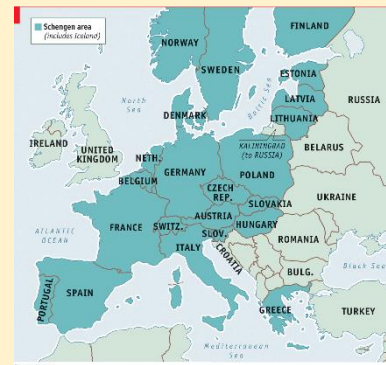 Schengen area
(includes Iceland)
FINLAND
NORWAY
SWEDEN
ESTONIA
North
Sea
Baltic Sea
LATVIA
RUSSIA
DENMARK
LITHUANIA
IRELAND
UNITED
KINGDOM
KALININGRAD
(to RUSSIA)
BELARUS
NETH.
BELGIUM
GERMANY
POLAND
CZECH
REP.
UKRAINE
ATLANTIC
OCEAN
SLOVAKIA
AUSTRIA
FRANCE
SWITZ.
HUNGARY
SLOV.
ROMANIA
ITALY
CROATIA
Black Sea
BULG.
PORTUGAL
SPAIN
GREECE
TURKEY
Mediterranean
Sea